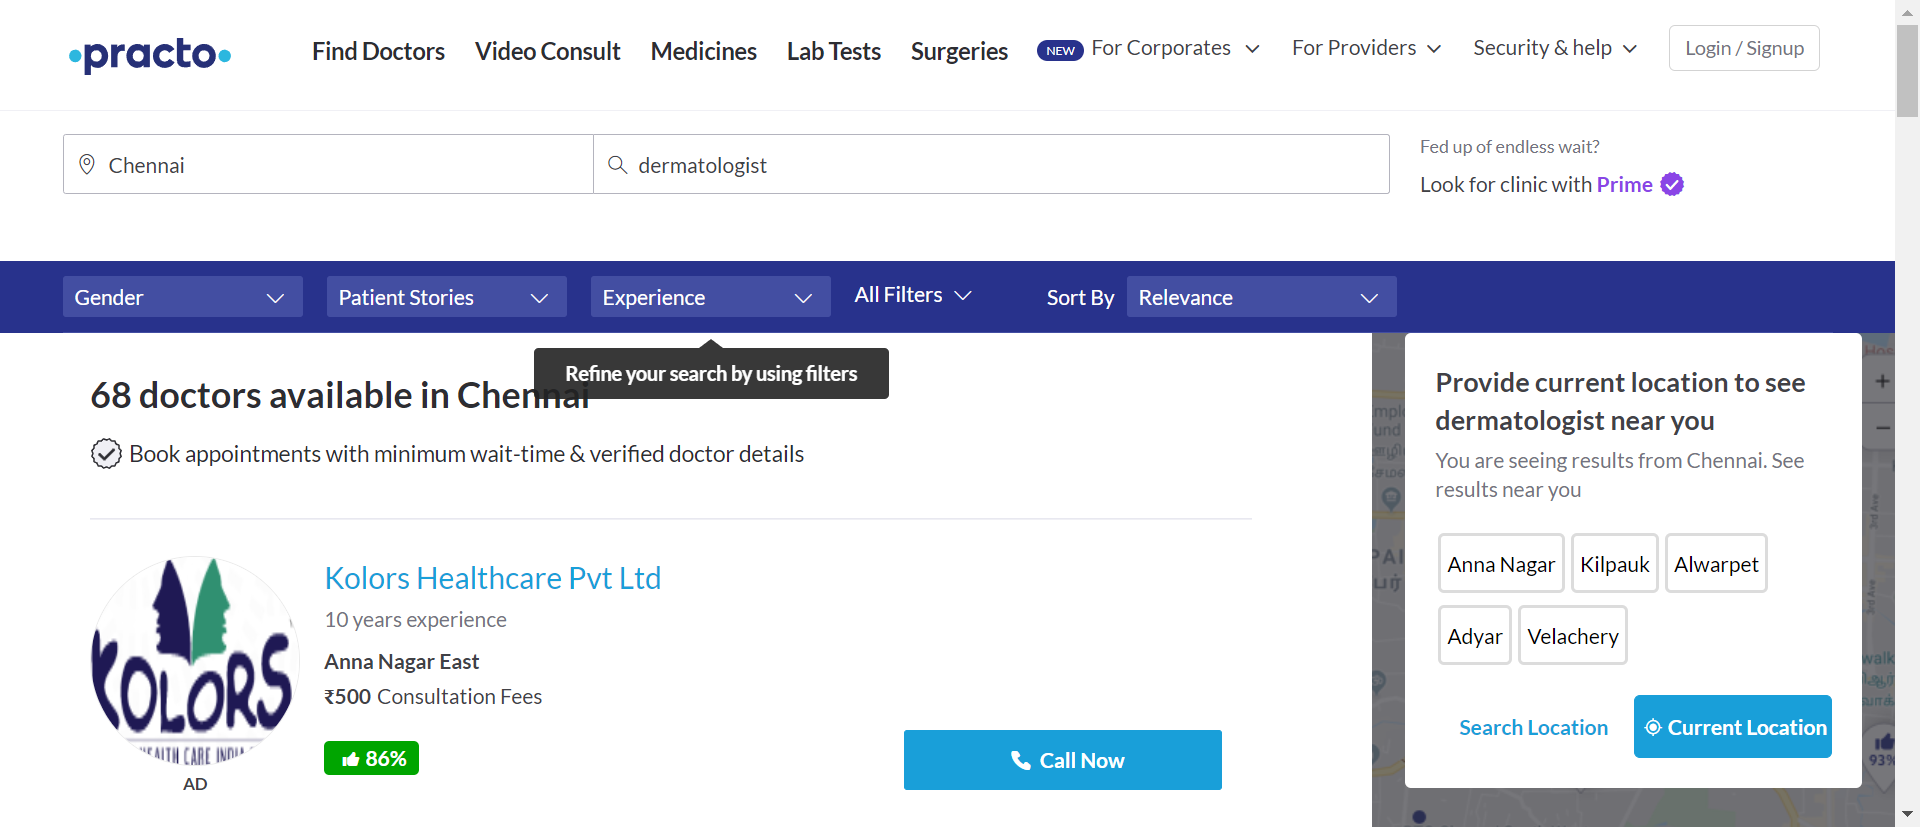 practo
Find Doctors
Video Consult
Medicines
Lab Tests
Surgeries
NEW
For Corporates
For Providers
Security & help
Login / Signup
Chennai
dermatologist
Fed up of endless wait?
Look for clinic with Prime
Gender
Patient Stories
Experience
All Filters
Sort By
Relevance
Refine your search by using filters
68 doctors available in Chennai
Book appointments with minimum wait-time & verified doctor details
KOLORS
AD
Kolors Healthcare Pvt Ltd
10 years experience
Anna Nagar East
₹500 Consultation Fees
86%
Call Now
Provide current location to see
dermatologist near you
You are seeing results from Chennai. See
results near you
Anna Nagar
Kilpauk
Alwarpet
Adyar
Velachery
Search Location
Current Location
3rd Ave
3rd Ave
93%